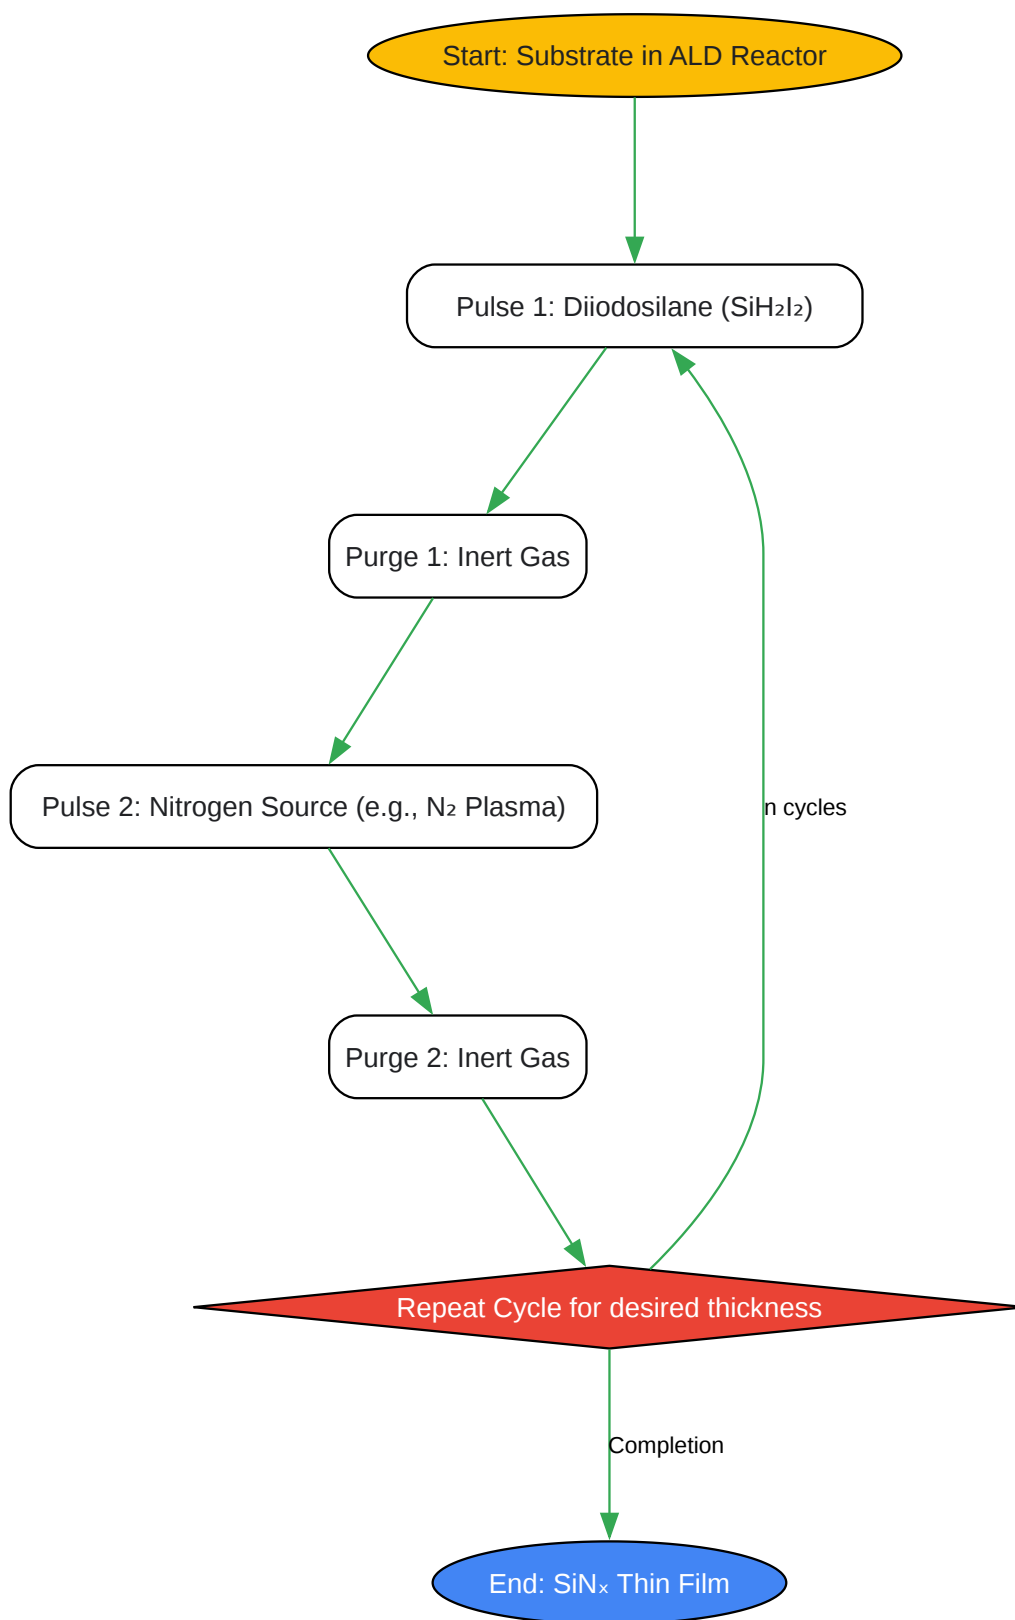 Start: Substrate in ALD Reactor
Pulse 1: Diiodosilane (SiH₂I₂)
Purge 1: Inert Gas
Pulse 2: Nitrogen Source (e.g., N₂ Plasma)
n cycles
Purge 2: Inert Gas
Repeat Cycle for desired thickness
Completion
End: SiNₓ Thin Film